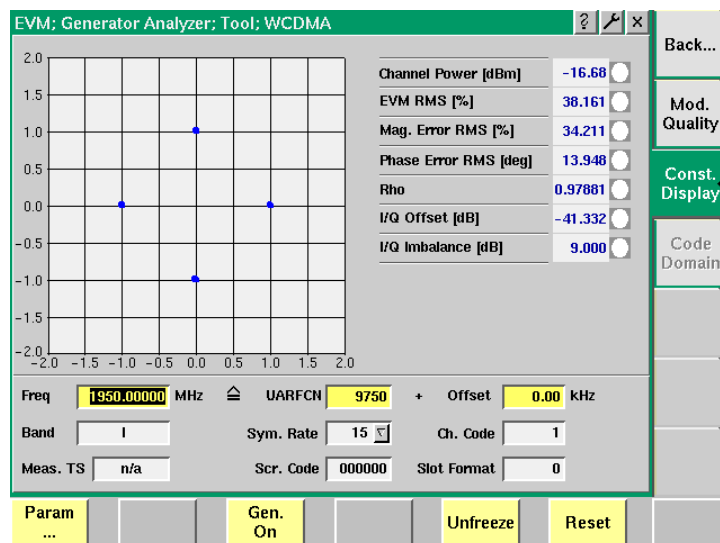 EVM; Generator Analyzer; Tool; WCDMA ? ×
Back...
Mod. Quality
Const. Display
Code Domain
2.0
1.5
1.0
0.5
0.0
-0.5
-1.0
-1.5
-2.0
-2.0 -1.5 -1.0 -0.5 0.0 0.5 1.0 1.5 2.0
Channel Power [dBm] -16.68
EVM RMS [%] 38.161
Mag. Error RMS [%] 34.211
Phase Error RMS [deg] 13.948
Rho 0.97881
I/Q Offset [dB] -41.332
I/Q Imbalance [dB] 9.000
Freq 1950.00000 MHz ≙ UARFCN 9750 + Offset 0.00 kHz
Band I Sym. Rate 15 Ch. Code 1
Meas. TS n/a Scr. Code 000000 Slot Format 0
Param ...
Gen. On
Unfreeze
Reset